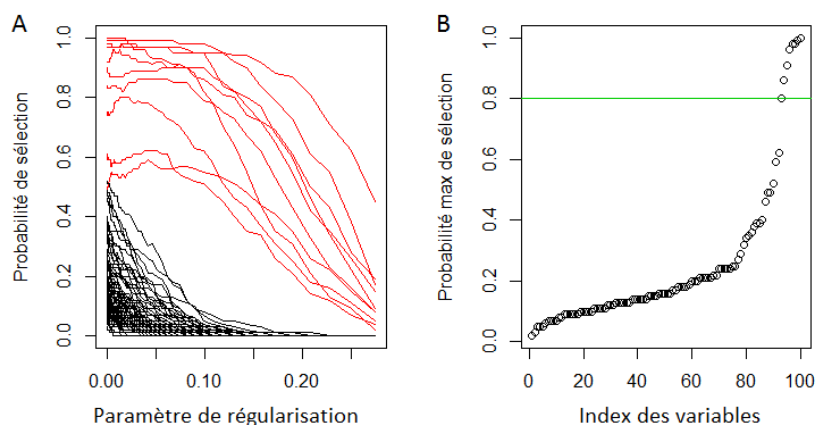 A
Probabilité de sélection
0.0 0.2 0.4 0.6 0.8 1.0
0.00 0.10 0.20
Paramètre de régularisation
B
Probabilité max de sélection
0.0 0.2 0.4 0.6 0.8 1.0
0 20 40 60 80 100
Index des variables